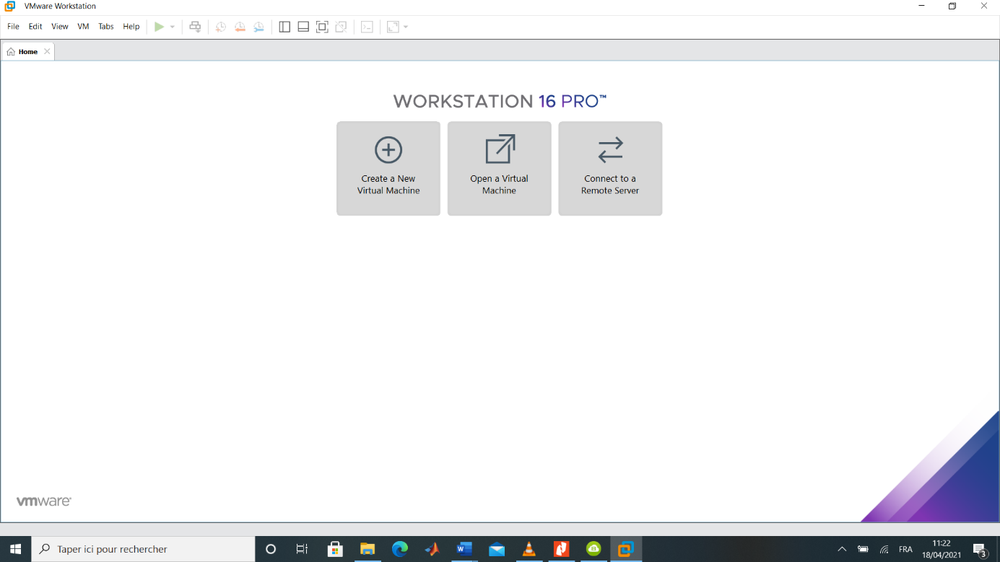 VMware Workstation
File Edit View VM Tabs Help
Home
WORKSTATION 16 PRO™
Create a New
Virtual Machine
Open a Virtual
Machine
Connect to a
Remote Server
vmware®
Taper ici pour rechercher
FRA
11:22
18/04/2021
3